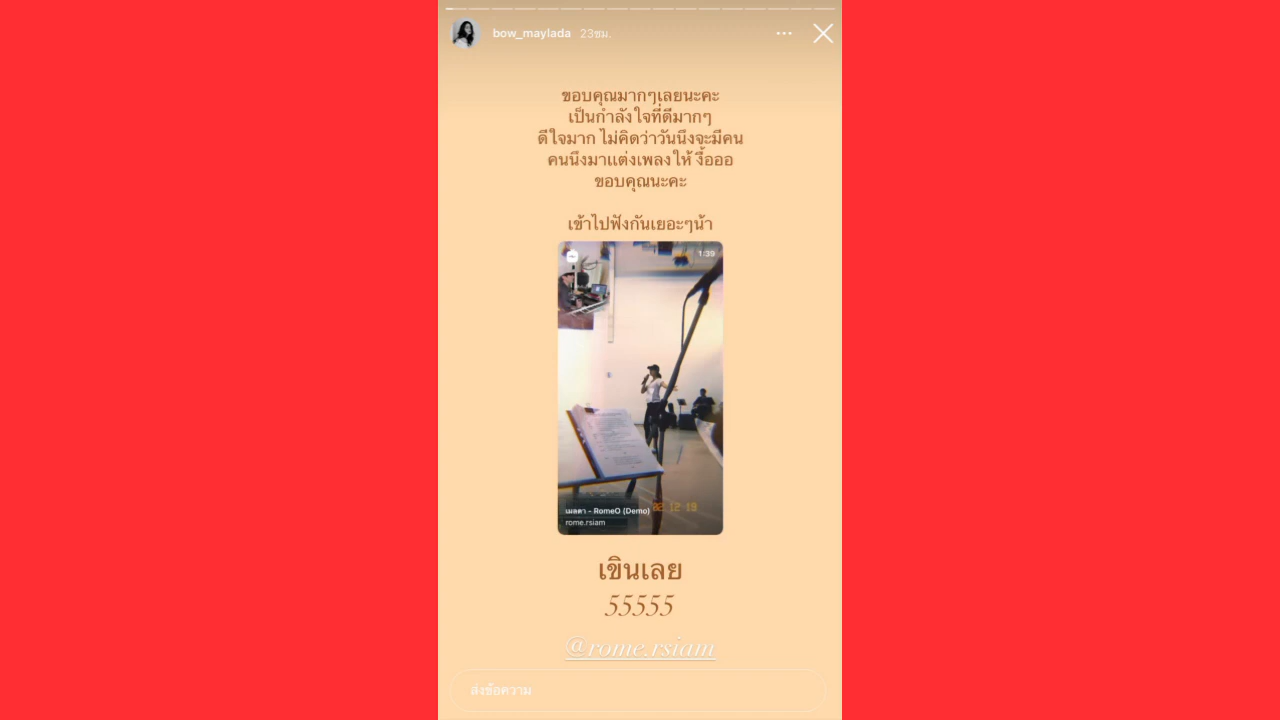 bow_maylada 23ชม.
ขอบคุณมากๆเลยนะคะ
เป็นกำลังใจที่ดีมากๆ
ดีใจมาก ไม่คิดว่าวันนึงจะมีคน
คนนึงมาแต่งเพลงให้ งื้อออ
ขอบคุณนะคะ
เข้าไปฟังกันเยอะๆน้า
1:39
เมลดา - RomeO (Demo)
rome.rsiam
เขินเลย
55555
@rome.rsiam
ส่งข้อความ